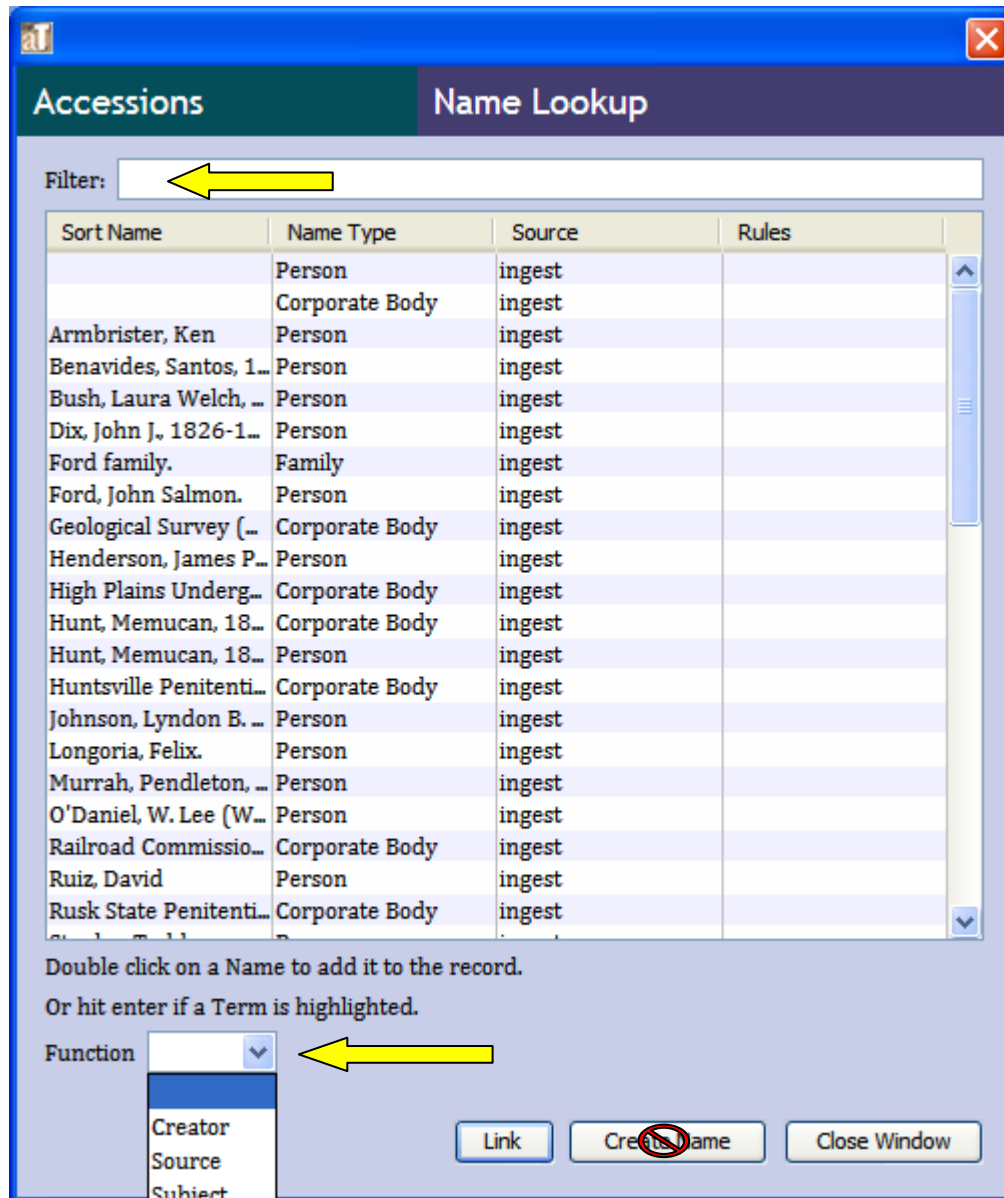 aT
Accessions Name Lookup
Filter:
Sort Name Name Type Source Rules
Person ingest
Corporate Body ingest
Armbrister, Ken Person ingest
Benavides, Santos, 1... Person ingest
Bush, Laura Welch, ... Person ingest
Dix, John J., 1826-1... Person ingest
Ford family. Family ingest
Ford, John Salmon. Person ingest
Geological Survey (... Corporate Body ingest
Henderson, James P... Person ingest
High Plains Underg... Corporate Body ingest
Hunt, Memucan, 18... Corporate Body ingest
Hunt, Memucan, 18... Person ingest
Huntsville Penitenti... Corporate Body ingest
Johnson, Lyndon B. ... Person ingest
Longoria, Felix. Person ingest
Murrah, Pendleton, ... Person ingest
O'Daniel, W. Lee (W... Person ingest
Railroad Commissio... Corporate Body ingest
Ruiz, David Person ingest
Rusk State Penitenti... Corporate Body ingest
Double click on a Name to add it to the record.
Or hit enter if a Term is highlighted.
Function
Creator
Source
Subject
Link Create Name Close Window